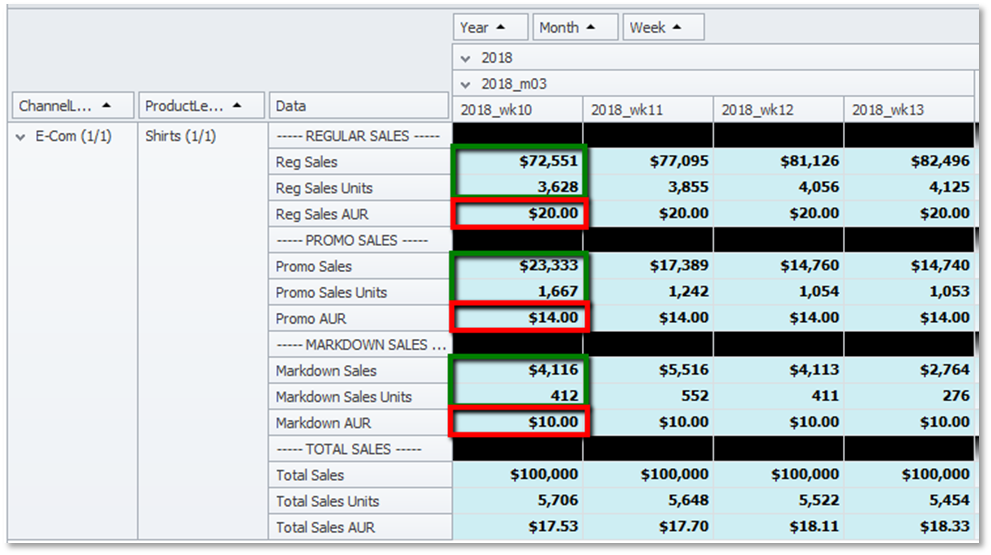 Year Month Week
2018
2018_m03
ChannelL... ProductLe... Data 2018_wk10 2018_wk11 2018_wk12 2018_wk13
E-Com (1/1) Shirts (1/1) ----- REGULAR SALES -----
Reg Sales $72,551 $77,095 $81,126 $82,496
Reg Sales Units 3,628 3,855 4,056 4,125
Reg Sales AUR $20.00 $20.00 $20.00 $20.00
----- PROMO SALES -----
Promo Sales $23,333 $17,389 $14,760 $14,740
Promo Sales Units 1,667 1,242 1,054 1,053
Promo AUR $14.00 $14.00 $14.00 $14.00
----- MARKDOWN SALES ...
Markdown Sales $4,116 $5,516 $4,113 $2,764
Markdown Sales Units 412 552 411 276
Markdown AUR $10.00 $10.00 $10.00 $10.00
----- TOTAL SALES -----
Total Sales $100,000 $100,000 $100,000 $100,000
Total Sales Units 5,706 5,648 5,522 5,454
Total Sales AUR $17.53 $17.70 $18.11 $18.33